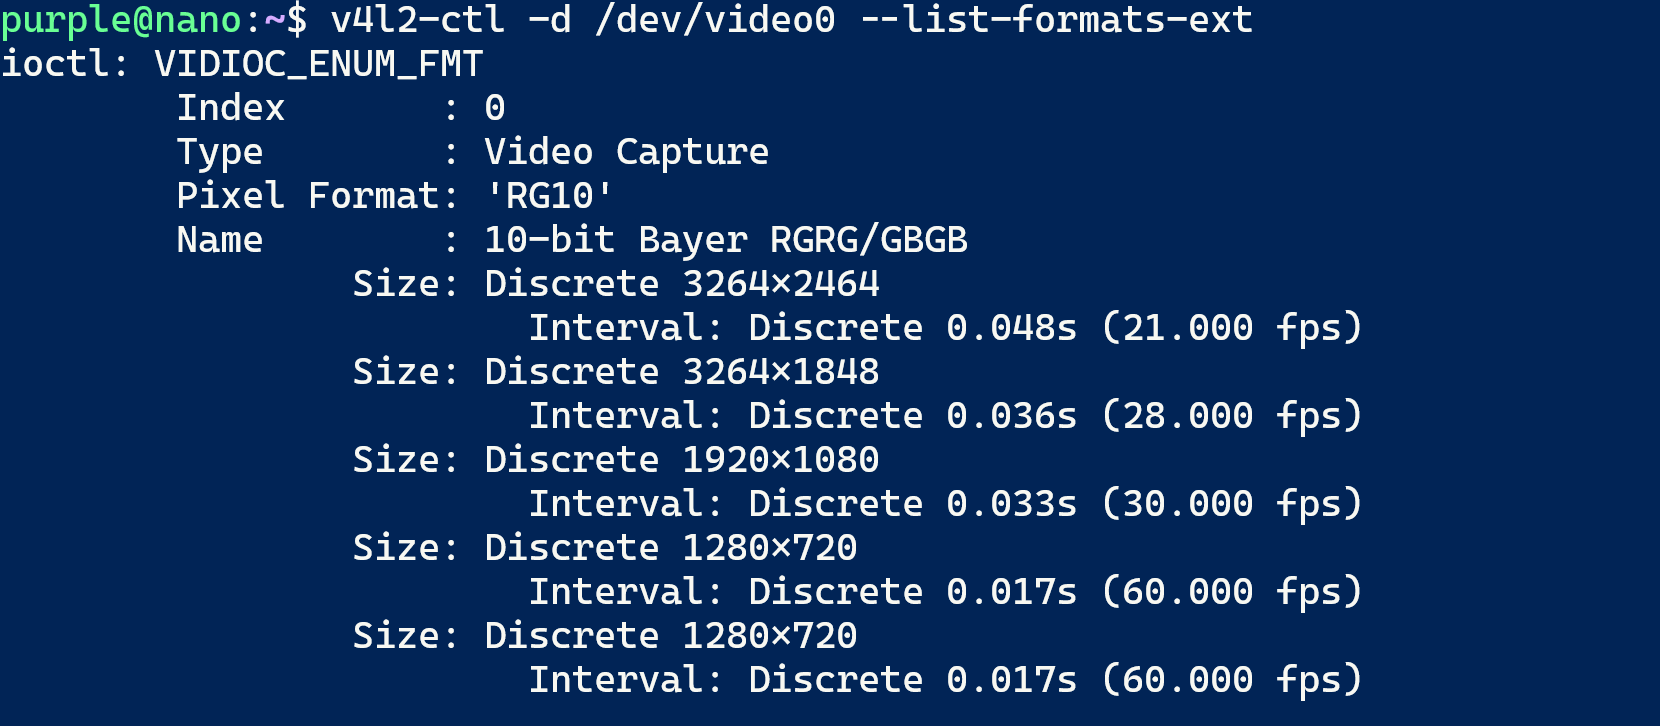 purple@nano:~$ v4l2-ctl -d /dev/video0 --list-formats-ext
ioctl: VIDIOC_ENUM_FMT
Index : 0
Type : Video Capture
Pixel Format: 'RG10'
Name : 10-bit Bayer RGRG/GBGB
Size: Discrete 3264x2464
Interval: Discrete 0.048s (21.000 fps)
Size: Discrete 3264x1848
Interval: Discrete 0.036s (28.000 fps)
Size: Discrete 1920x1080
Interval: Discrete 0.033s (30.000 fps)
Size: Discrete 1280x720
Interval: Discrete 0.017s (60.000 fps)
Size: Discrete 1280x720
Interval: Discrete 0.017s (60.000 fps)